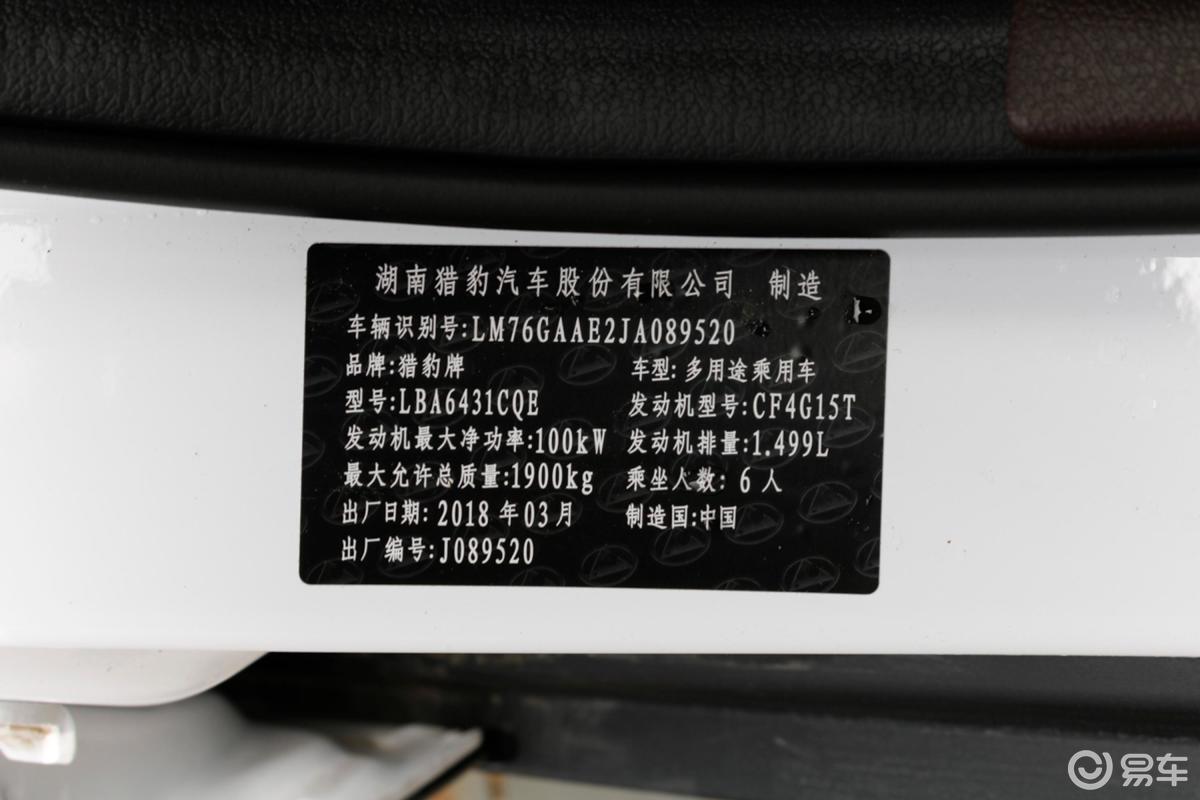 湖南猎豹汽车股份有限公司 制造
车辆识别号:LM76GAAE2JA089520
品牌:猎豹牌 车型:多用途乘用车
型号:LBA6431CQE 发动机型号:CF4G15T
发动机最大净功率:100kW 发动机排量:1.499L
最大允许总质量:1900kg 乘坐人数:6人
出厂日期:2018年03月 制造国:中国
出厂编号:J089520
易车